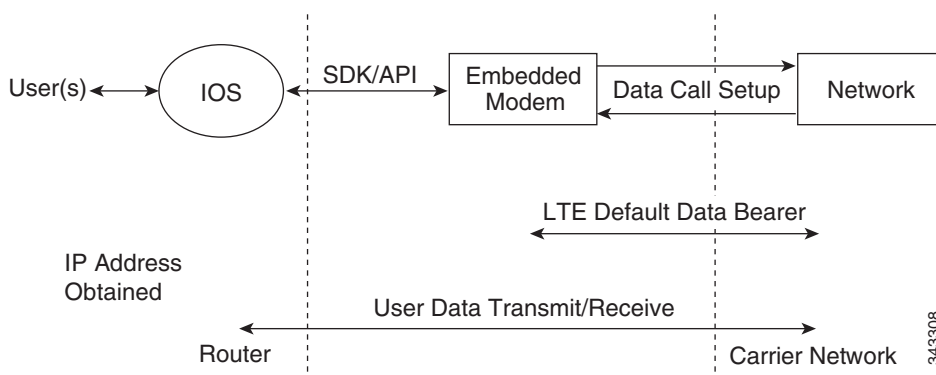 User(s)
IOS
SDK/API
Embedded
Modem
Data Call Setup
Network
LTE Default Data Bearer
IP Address
Obtained
User Data Transmit/Receive
Router
Carrier Network
343308